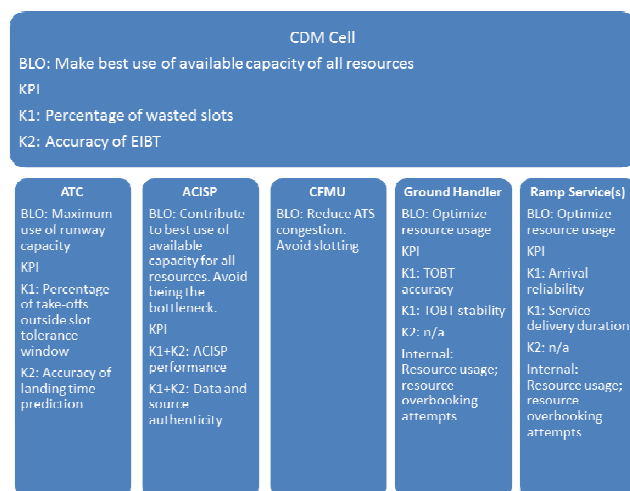 CDM Cell
BLO: Make best use of available capacity of all resources
KPI
K1: Percentage of wasted slots
K2: Accuracy of EIBT
ATC
BLO: Maximum
use of runway
capacity
KPI
K1: Percentage
of take-offs
outside slot
tolerance
window
K2: Accuracy of
landing time
prediction
ACISP
BLO: Contribute
to best use of
available
capacity for all
resources. Avoid
being the
bottleneck.
KPI
K1+K2: ACISP
performance
K1+K2: Data and
source
authenticity
CFMU
BLO: Reduce ATS
congestion.
Avoid slotting
Ground Handler
BLO: Optimize
resource usage
KPI
K1: TOBT
accuracy
K1: TOBT stability
K2: n/a
Internal:
Resource usage;
resource
overbooking
attempts
Ramp Service(s)
BLO: Optimize
resource usage
KPI
K1: Arrival
reliability
K1: Service
delivery duration
K2: n/a
Internal:
Resource usage;
resource
overbooking
attempts